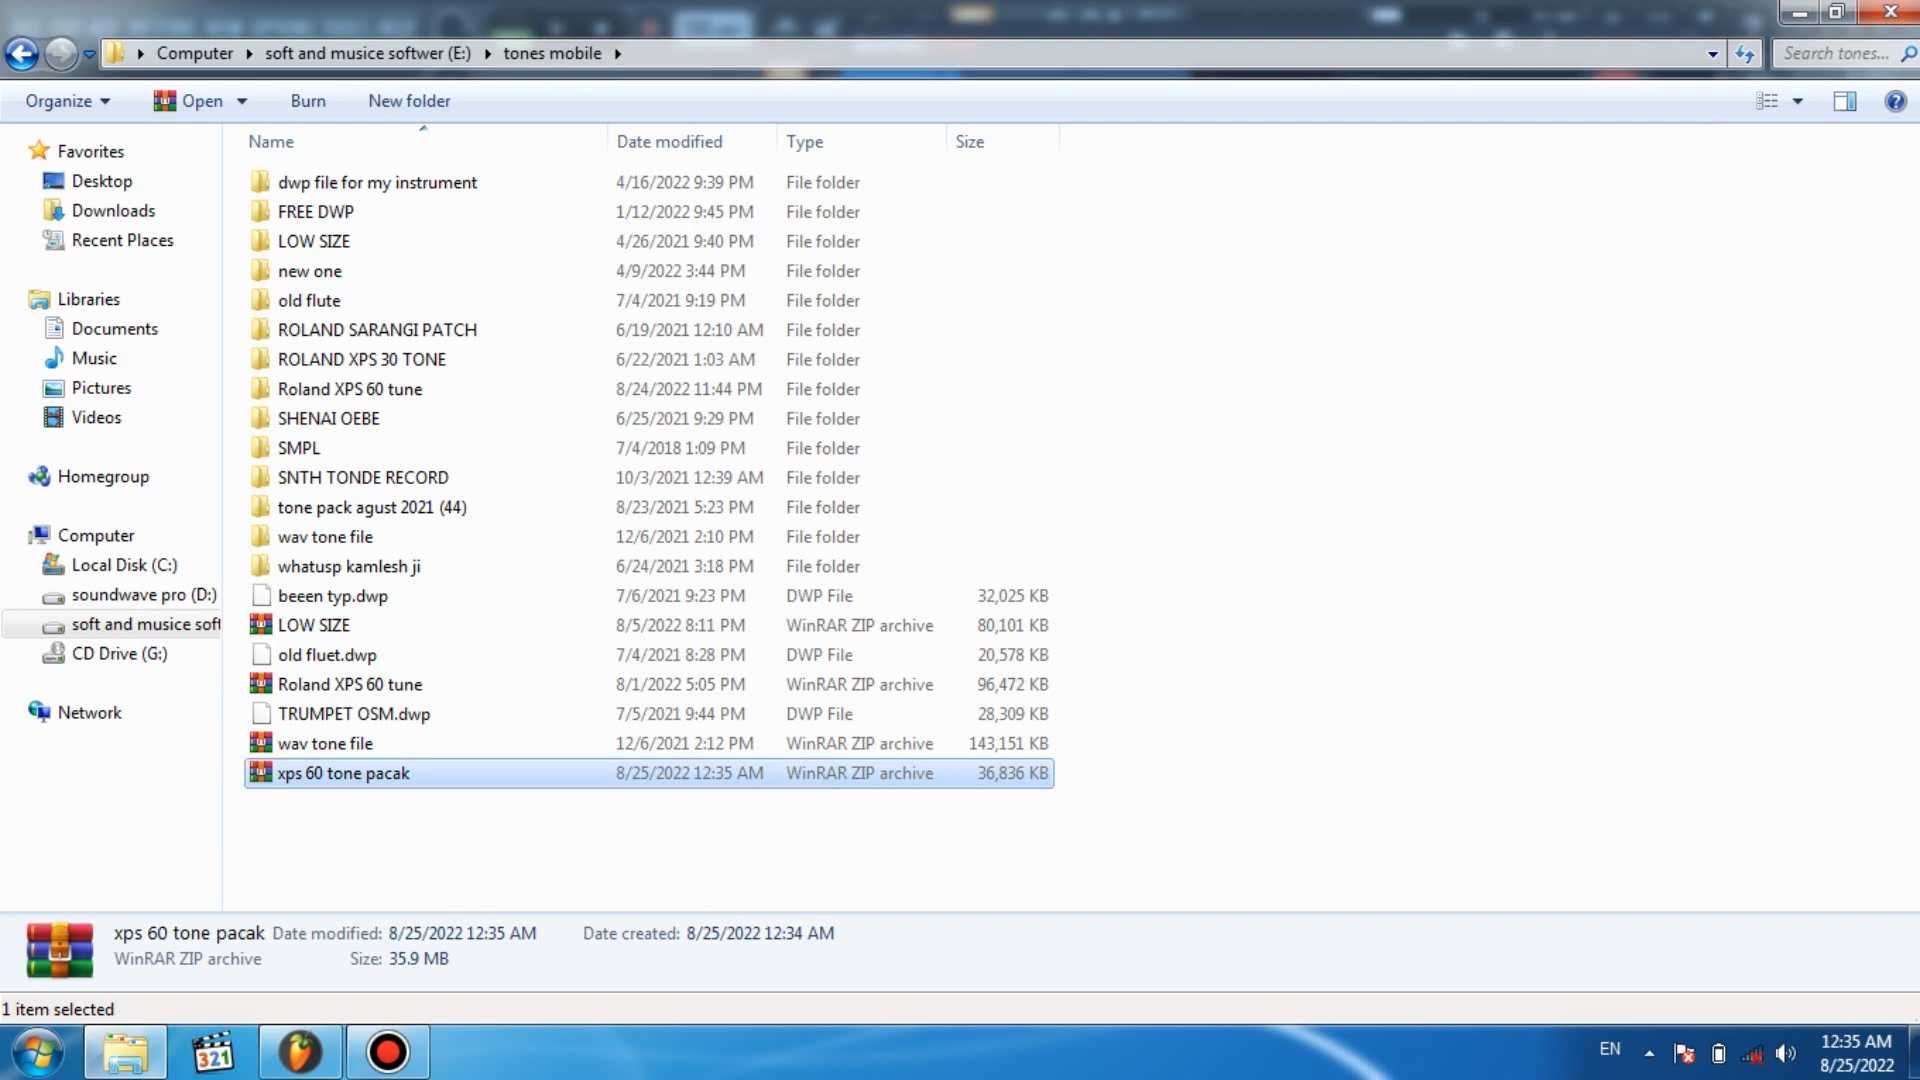 Computer soft and musice softwer (E:) tones mobile
Search tones...
Organize Open Burn New folder
Name Date modified Type Size
Favorites
Desktop
Downloads
Recent Places
Libraries
Documents
Music
Pictures
Videos
Homegroup
Computer
Local Disk (C:)
soundwave pro (D:)
soft and musice soft
CD Drive (G:)
Network
dwp file for my instrument 4/16/2022 9:39 PM File folder
FREE DWP 1/12/2022 9:45 PM File folder
LOW SIZE 4/26/2021 9:40 PM File folder
new one 4/9/2022 3:44 PM File folder
old flute 7/4/2021 9:19 PM File folder
ROLAND SARANGI PATCH 6/19/2021 12:10 AM File folder
ROLAND XPS 30 TONE 6/22/2021 1:03 AM File folder
Roland XPS 60 tune 8/24/2022 11:44 PM File folder
SHENAI OEBE 6/25/2021 9:29 PM File folder
SMPL 7/4/2018 1:09 PM File folder
SNTH TONDE RECORD 10/3/2021 12:39 AM File folder
tone pack agust 2021 (44) 8/23/2021 5:23 PM File folder
wav tone file 12/6/2021 2:10 PM File folder
whatusp kamlesh ji 6/24/2021 3:18 PM File folder
beeen typ.dwp 7/6/2021 9:23 PM DWP File 32,025 KB
LOW SIZE 8/5/2022 8:11 PM WinRAR ZIP archive 80,101 KB
old fluet.dwp 7/4/2021 8:28 PM DWP File 20,578 KB
Roland XPS 60 tune 8/1/2022 5:05 PM WinRAR ZIP archive 96,472 KB
TRUMPET OSM.dwp 7/5/2021 9:44 PM DWP File 28,309 KB
wav tone file 12/6/2021 2:12 PM WinRAR ZIP archive 143,151 KB
xps 60 tone pacak 8/25/2022 12:35 AM WinRAR ZIP archive 36,836 KB
xps 60 tone pacak Date modified: 8/25/2022 12:35 AM Date created: 8/25/2022 12:34 AM
WinRAR ZIP archive Size: 35.9 MB
1 item selected
321
EN
12:35 AM
8/25/2022